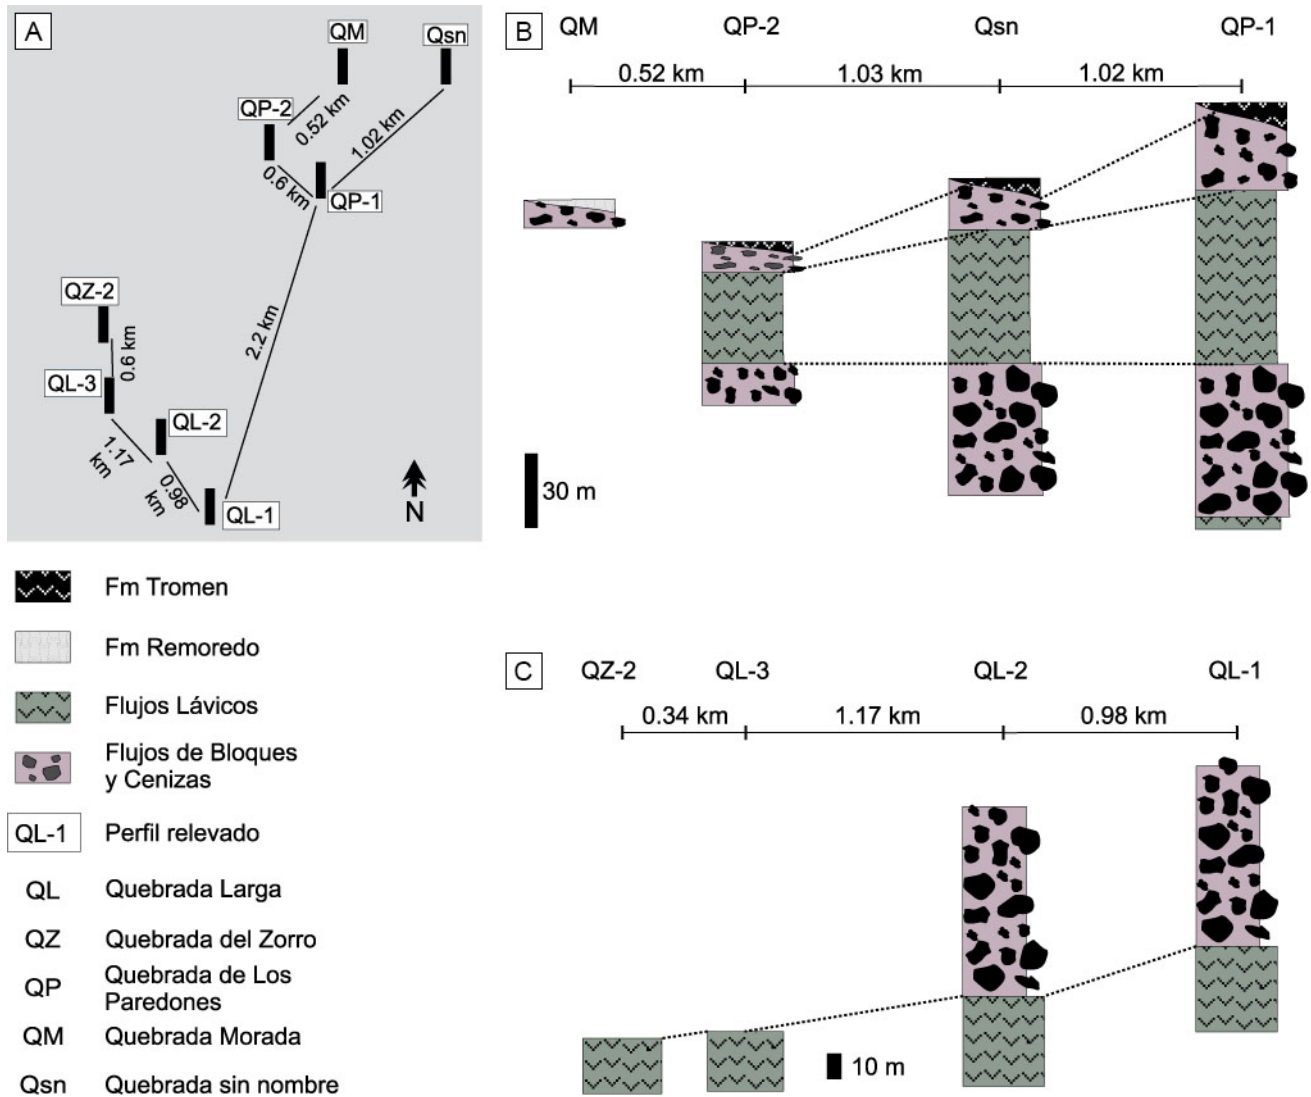 A
QM
Qsn
QP-2
0.52 km
1.02 km
0.6 km
QP-1
2.2 km
QZ-2
0.6 km
QL-3
QL-2
1.17
km
0.98
km
QL-1
N
Fm Tromen
Fm Remoredo
Flujos Lávicos
Flujos de Bloques
y Cenizas
QL-1 Perfil relevado
QL Quebrada Larga
QZ Quebrada del Zorro
QP Quebrada de Los
Paredones
QM Quebrada Morada
Qsn Quebrada sin nombre
B
QM QP-2 Qsn QP-1
0.52 km 1.03 km 1.02 km
30 m
C
QZ-2 QL-3 QL-2 QL-1
0.34 km 1.17 km 0.98 km
10 m